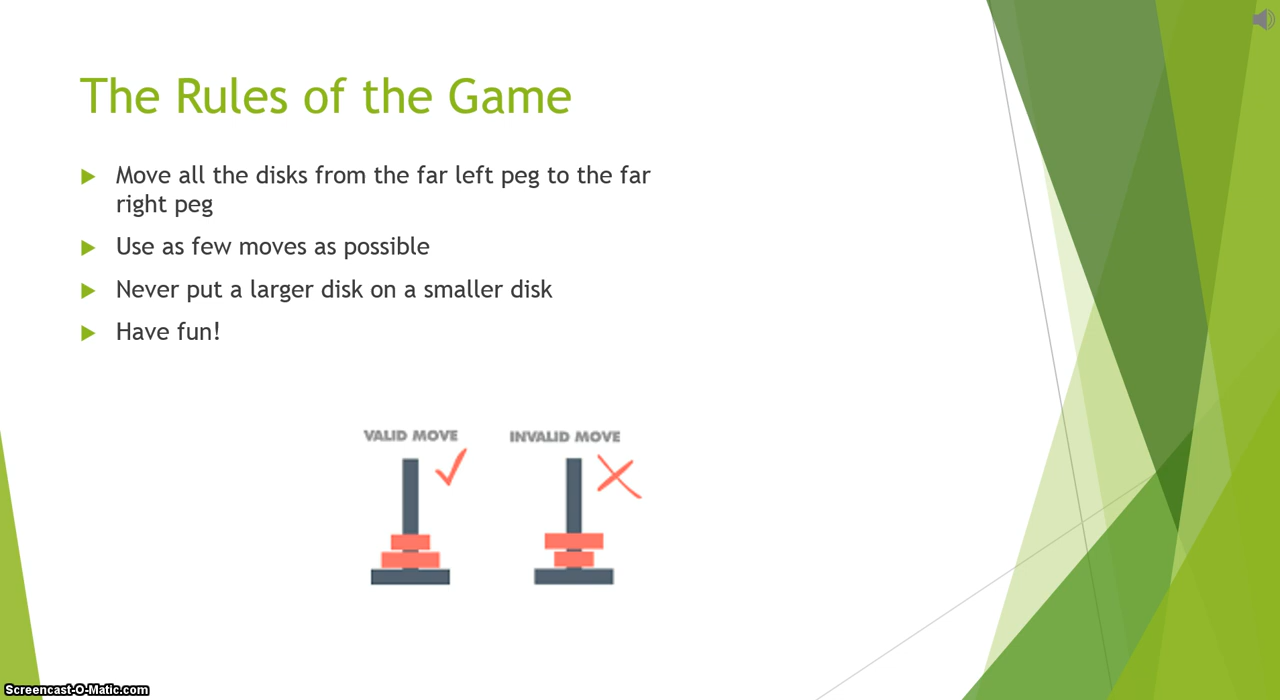 The Rules of the Game
Move all the disks from the far left peg to the far
right peg
Use as few moves as possible
Never put a larger disk on a smaller disk
Have fun!
VALID MOVE
INVALID MOVE
Screencast-O-Matic.com